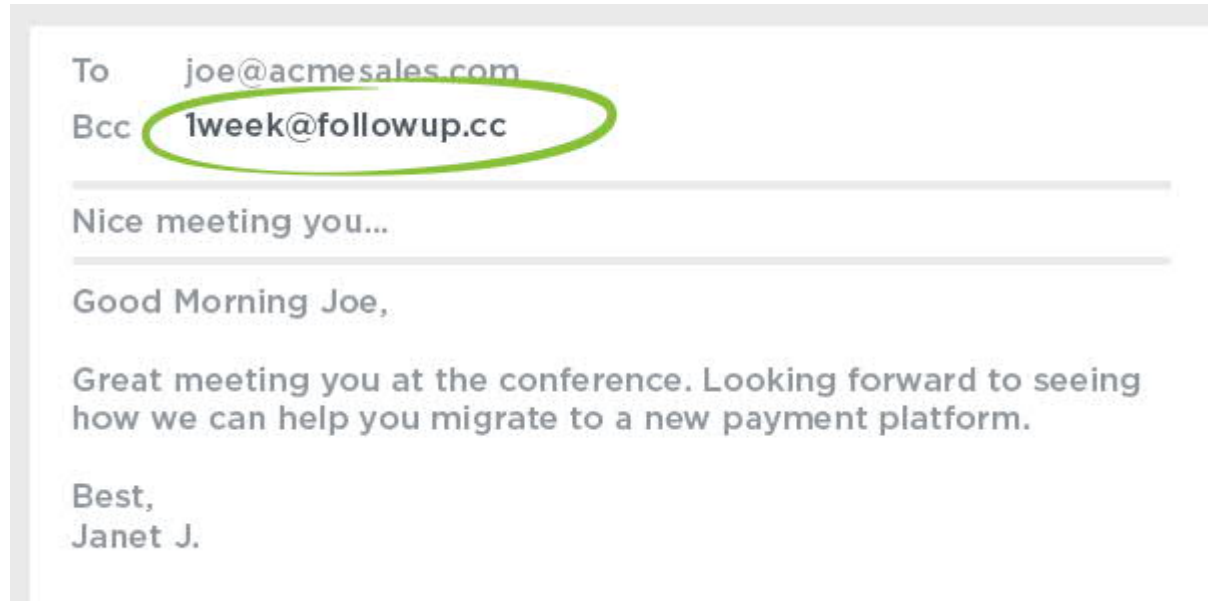 To joe@acmesales.com
Bcc 1week@followup.cc
Nice meeting you...
Good Morning Joe,
Great meeting you at the conference. Looking forward to seeing
how we can help you migrate to a new payment platform.
Best,
Janet J.